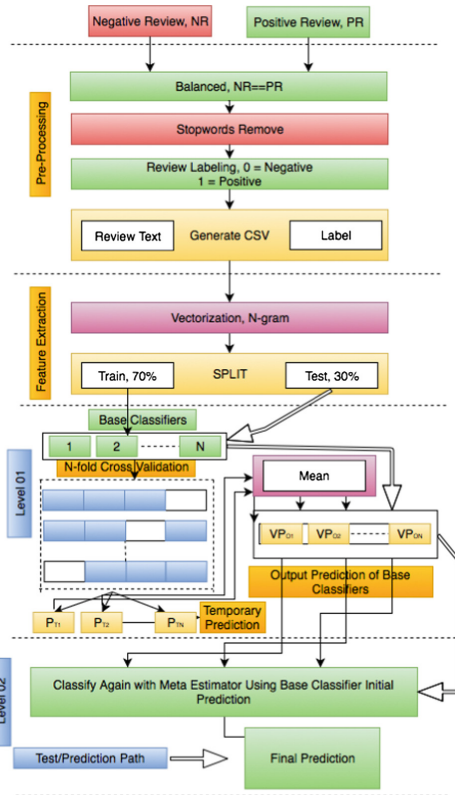 Negative Review, NR
Positive Review, PR
Pre-Processing
Balanced, NR==PR
Stopwords Remove
Review Labeling, 0 = Negative
1 = Positive
Review Text
Generate CSV
Label
Feature Extraction
Vectorization, N-gram
Train, 70%
SPLIT
Test, 30%
Base Classifiers
1
2
N
N-fold Cross Validation
Level 01
Mean
VP01
VP02
VP0N
Output Prediction of Base
Classifiers
PT1
PT2
PTN
Temporary
Prediction
Level 02
Classify Again with Meta Estimator Using Base Classifier Initial
Prediction
Test/Prediction Path
Final Prediction